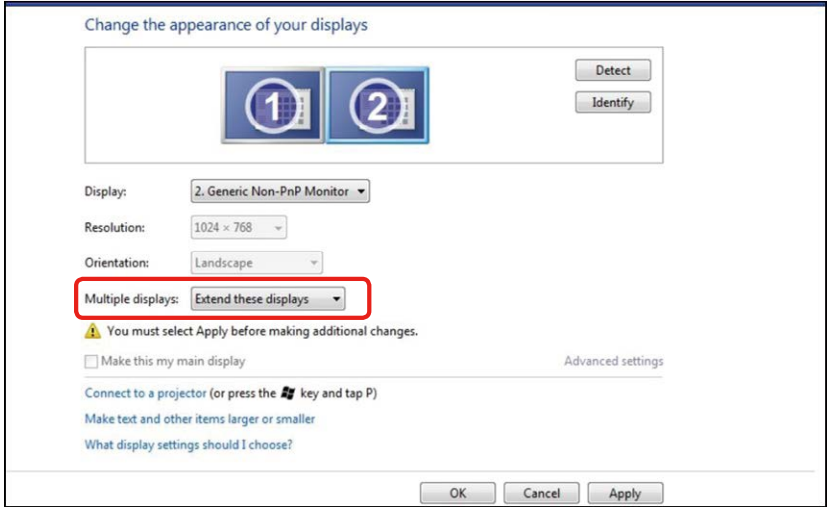 Change the appearance of your displays
1
2
Detect
Identify
Display: 2. Generic Non-PnP Monitor
Resolution: 1024 × 768
Orientation: Landscape
Multiple displays: Extend these displays
You must select Apply before making additional changes.
Make this my main display Advanced settings
Connect to a projector (or press the key and tap P)
Make text and other items larger or smaller
What display settings should I choose?
OK Cancel Apply